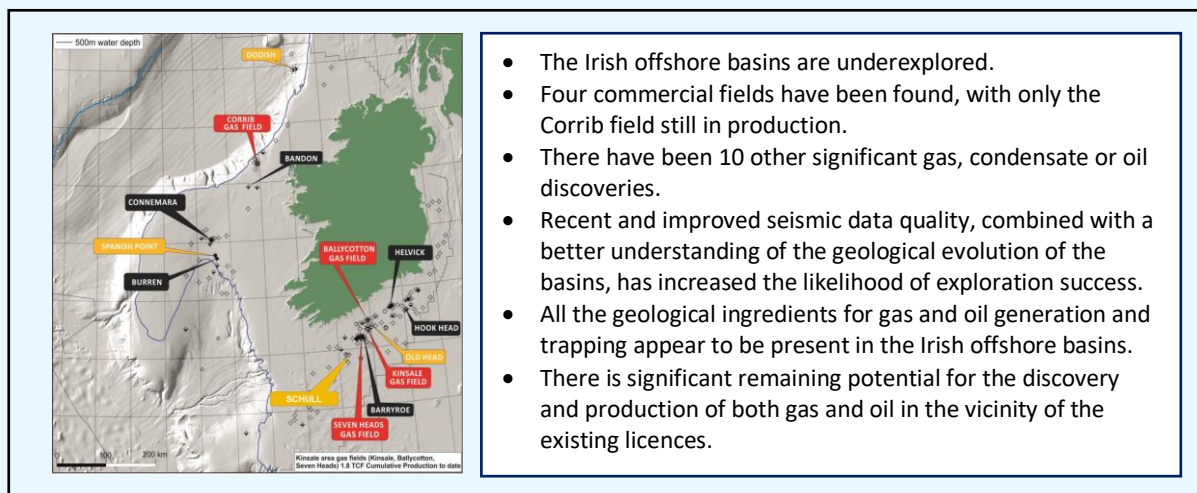 500m water depth
DOOISH
CORRIB
GAS FIELD
BANDON
CONNEMARA
SPANISH POINT
BURREN
BALLYCOTTON
GAS FIELD
HELVICK
HOOK HEAD
OLD HEAD
KINSALE
GAS FIELD
SCHULL
BARRYROE
SEVEN HEADS
GAS FIELD
0 100 200 km
Kinsale area gas fields (Kinsale, Ballycotton,
Seven Heads) 1.8 TCF Cumulative Production to date
• The Irish offshore basins are underexplored.
• Four commercial fields have been found, with only the
Corrib field still in production.
• There have been 10 other significant gas, condensate or oil
discoveries.
• Recent and improved seismic data quality, combined with a
better understanding of the geological evolution of the
basins, has increased the likelihood of exploration success.
• All the geological ingredients for gas and oil generation and
trapping appear to be present in the Irish offshore basins.
• There is significant remaining potential for the discovery
and production of both gas and oil in the vicinity of the
existing licences.